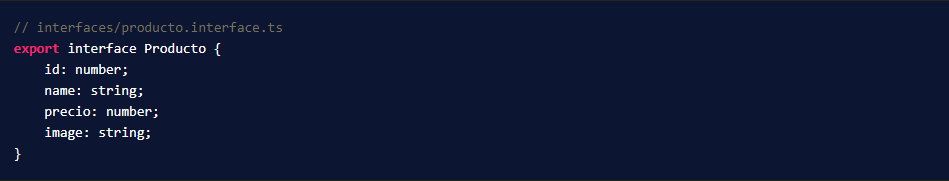 // interfaces/producto.interface.ts
export interface Producto {
    id: number;
    name: string;
    precio: number;
    image: string;
}